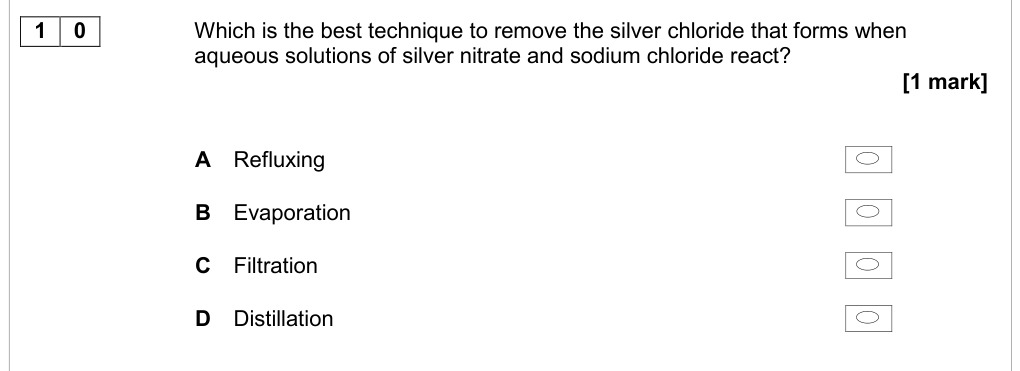 1 0
Which is the best technique to remove the silver chloride that forms when
aqueous solutions of silver nitrate and sodium chloride react?
[1 mark]
A Refluxing
B Evaporation
C Filtration
D Distillation